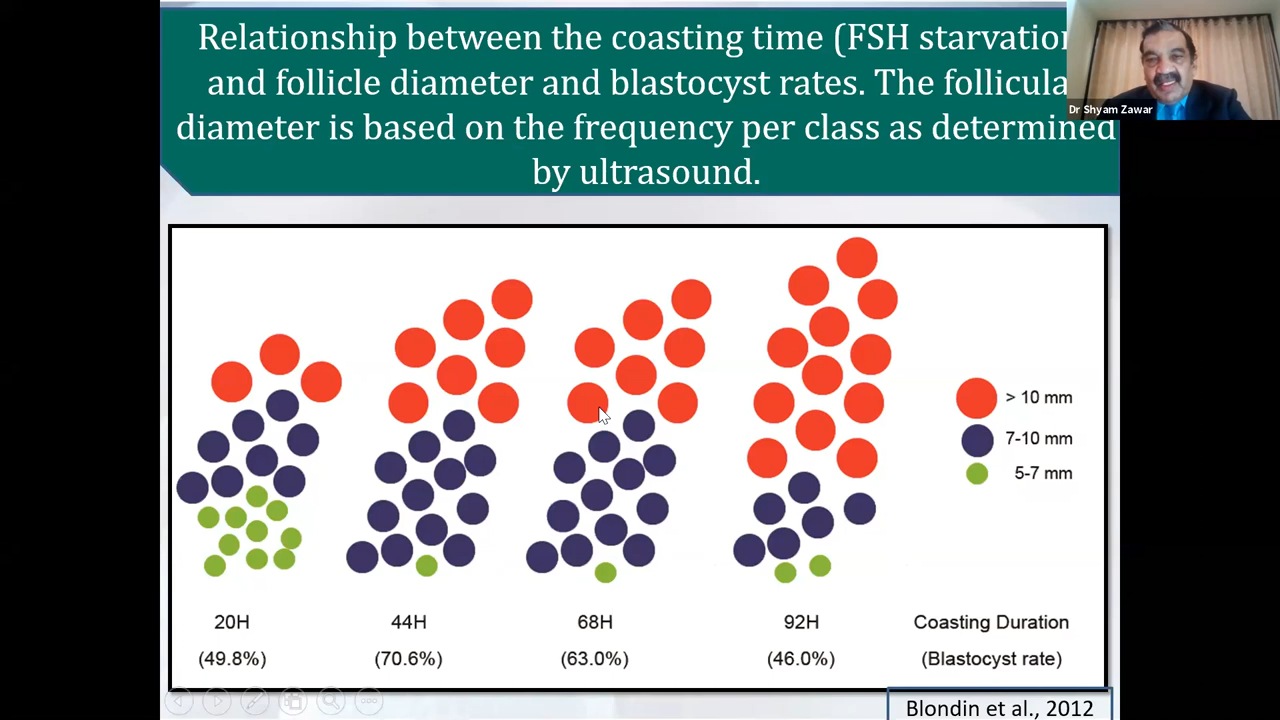 Relationship between the coasting time (FSH starvation
and follicle diameter and blastocyst rates. The follicula
diameter is based on the frequency per class as determined
by ultrasound.
Dr Shyam Zawar
> 10 mm
7-10 mm
5-7 mm
20H 44H 68H 92H Coasting Duration
(49.8%) (70.6%) (63.0%) (46.0%) (Blastocyst rate)
Blondin et al., 2012